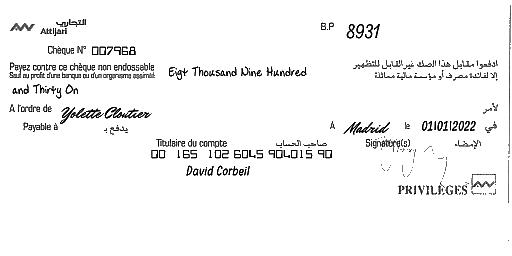 التجاري
Attijari
B.P 8931
Chèque N° 007968
Payez contre ce chèque non endossable
Eigt Thousand Nine Hundred
ادفعوا مقابل هذا الصك غير القابل للتظهير
Seuf au profit d'une banque ou d'un organisme assimilé
إلا لفائدة مصرف أو مؤسسة مالية مماثلة
and Thirty On
A l'ordre de Yolette Cloutier
لأمر
Payable à
يدفع بـ
A Madrid le 01/01/2022 في
Titulaire du compte صاحب الحساب
Signature(s) الإمضاء
00 165 102 6045 904015 90
David Corbeil
PRIVILÈGES